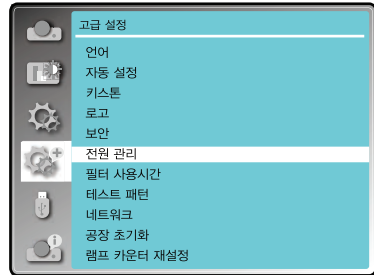 고급 설정
언어
자동 설정
키스톤
로고
보안
전원 관리
필터 사용시간
테스트 패턴
네트워크
공장 초기화
램프 카운터 재설정